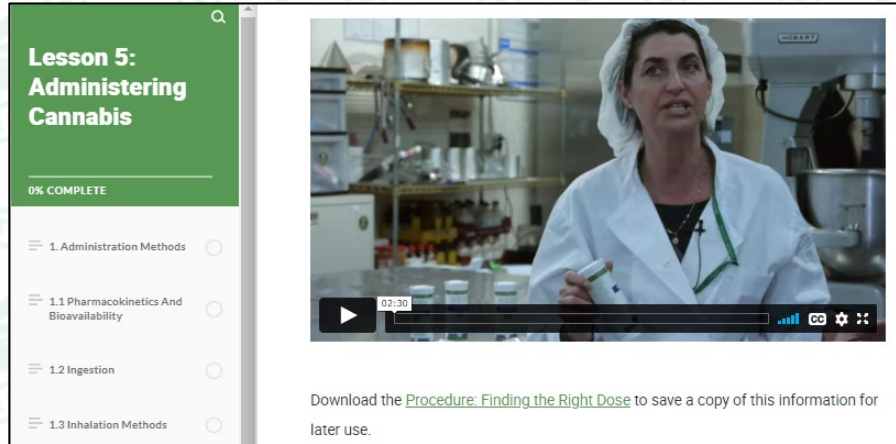 Lesson 5:
Administering
Cannabis
0% COMPLETE
1. Administration Methods
1.1 Pharmacokinetics And
Bioavailability
1.2 Ingestion
1.3 Inhalation Methods
HOBART
02:30
CC
Download the Procedure: Finding the Right Dose to save a copy of this information for
later use.